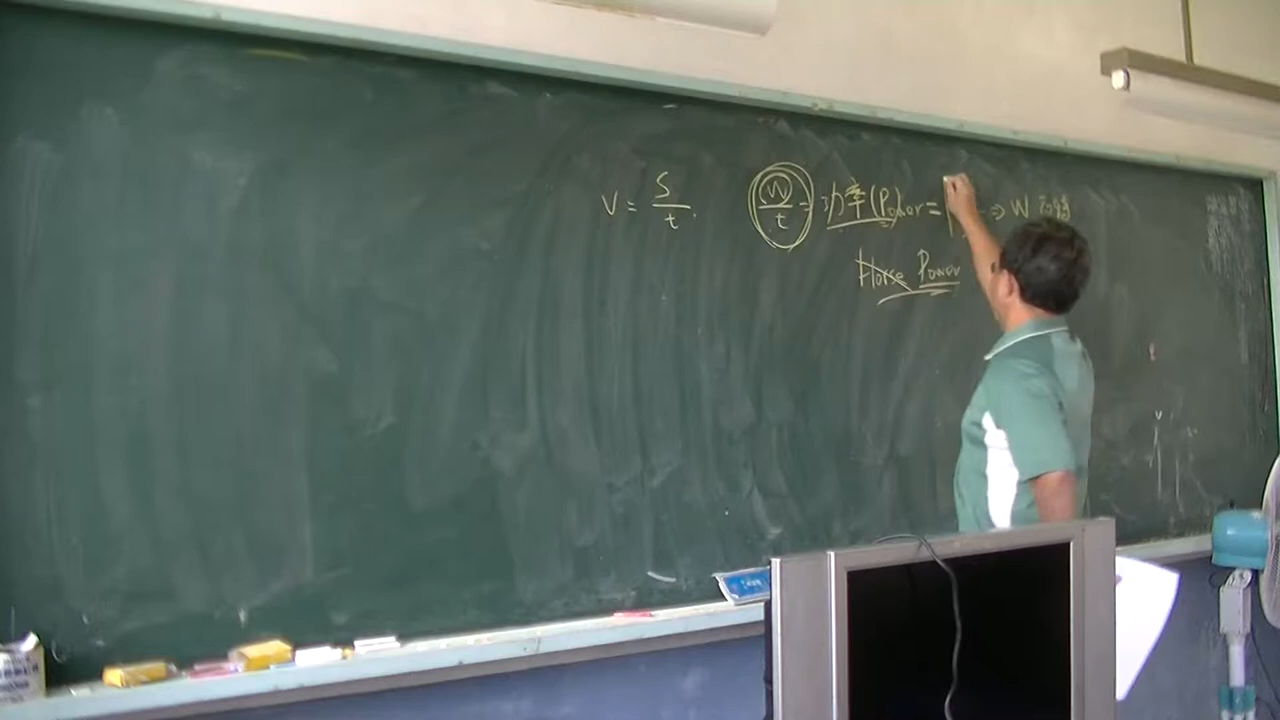 V = S/t W/t = 功率(Power = ⇒ W 瓦特
Horse Power